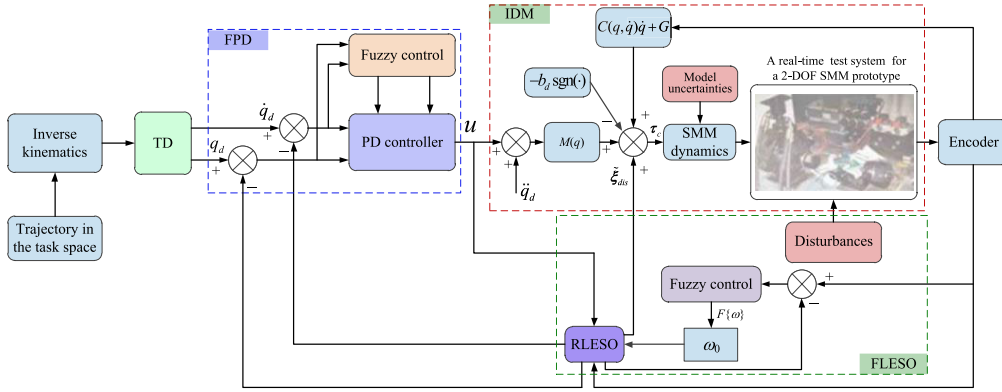 FPD
IDM
C(q,q̇)q̇+G
A real-time test system for
a 2-DOF SMM prototype
Fuzzy control
−b_d sgn(·)
Model
uncertainties
q̇_d
+
−
u
−
+
Inverse
kinematics
TD
PD controller
+
+
M(q)
+
+
τ_c
SMM
dynamics
Encoder
q_d
+
−
q̈_d
ξ̃_dis
Trajectory in
the task space
Disturbances
Fuzzy control
+
−
F{ω}
RLESO
ω₀
FLESO